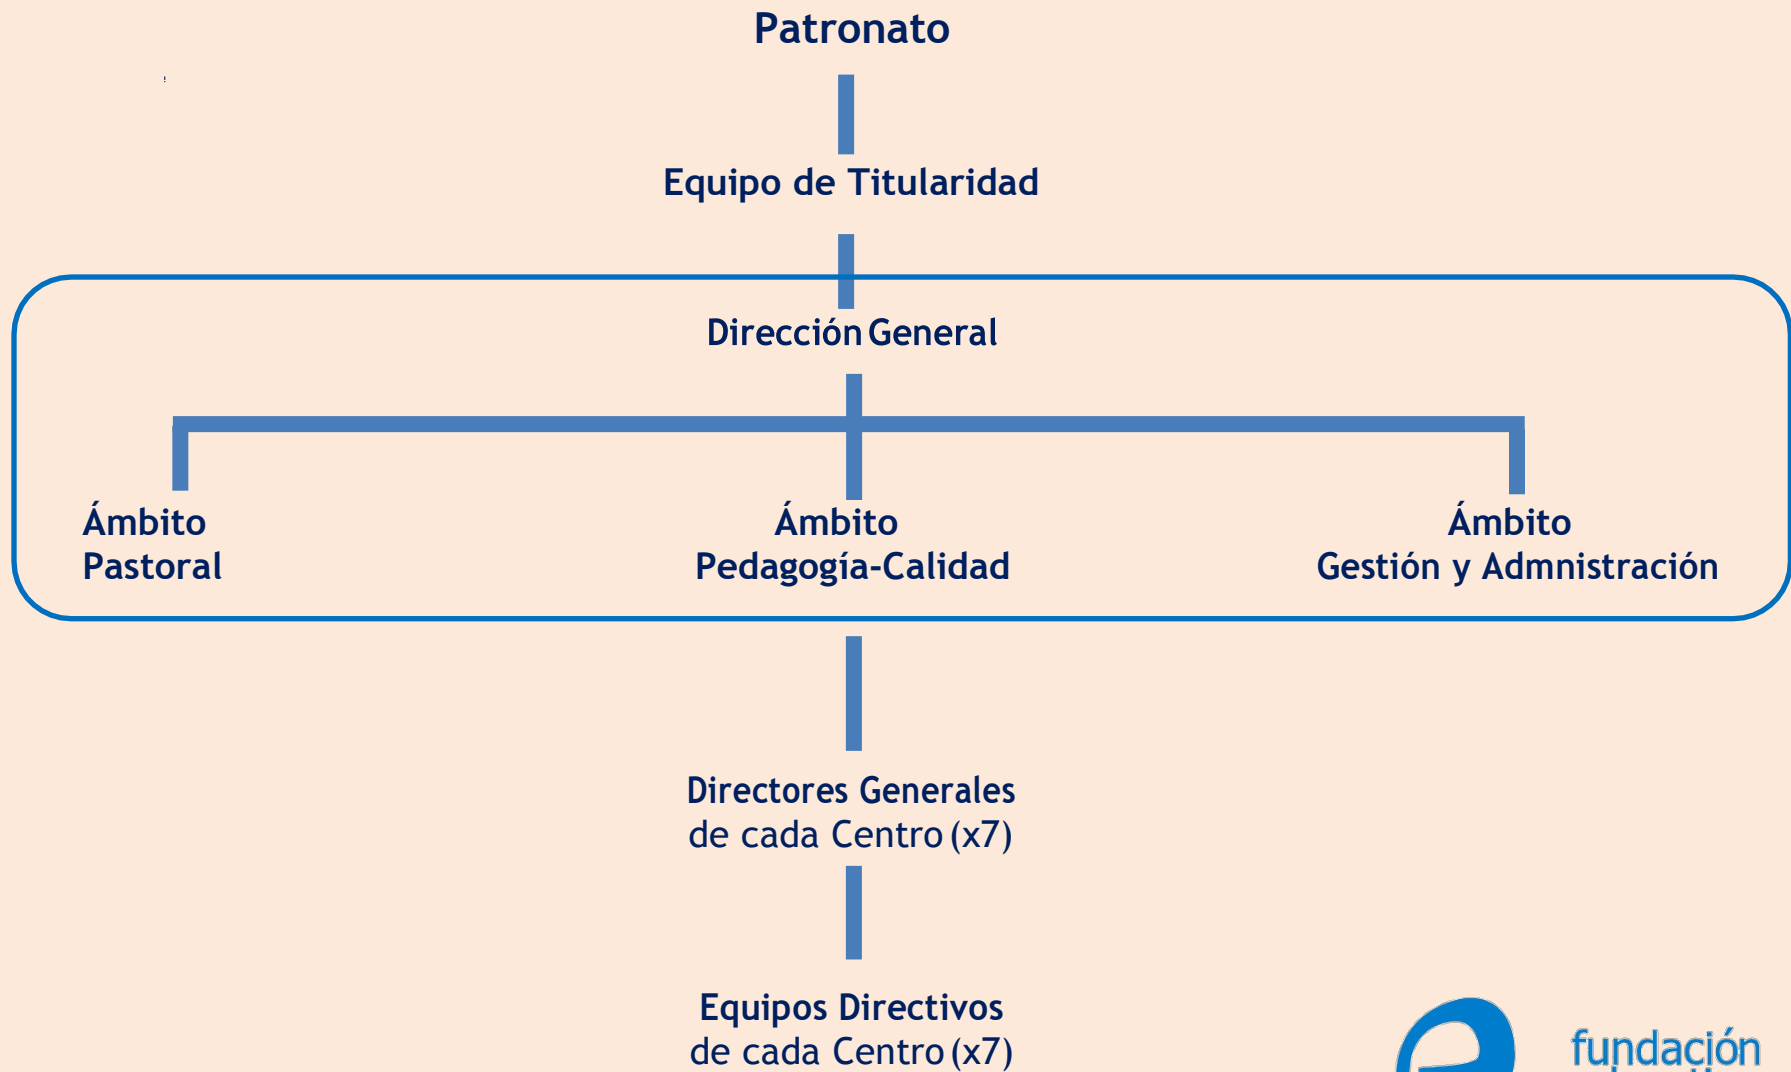 Patronato
Equipo de Titularidad
Dirección General
Ámbito
Pastoral
Ámbito
Pedagogía-Calidad
Ámbito
Gestión y Admnistración
Directores Generales
de cada Centro (x7)
Equipos Directivos
de cada Centro (x7)
fundación